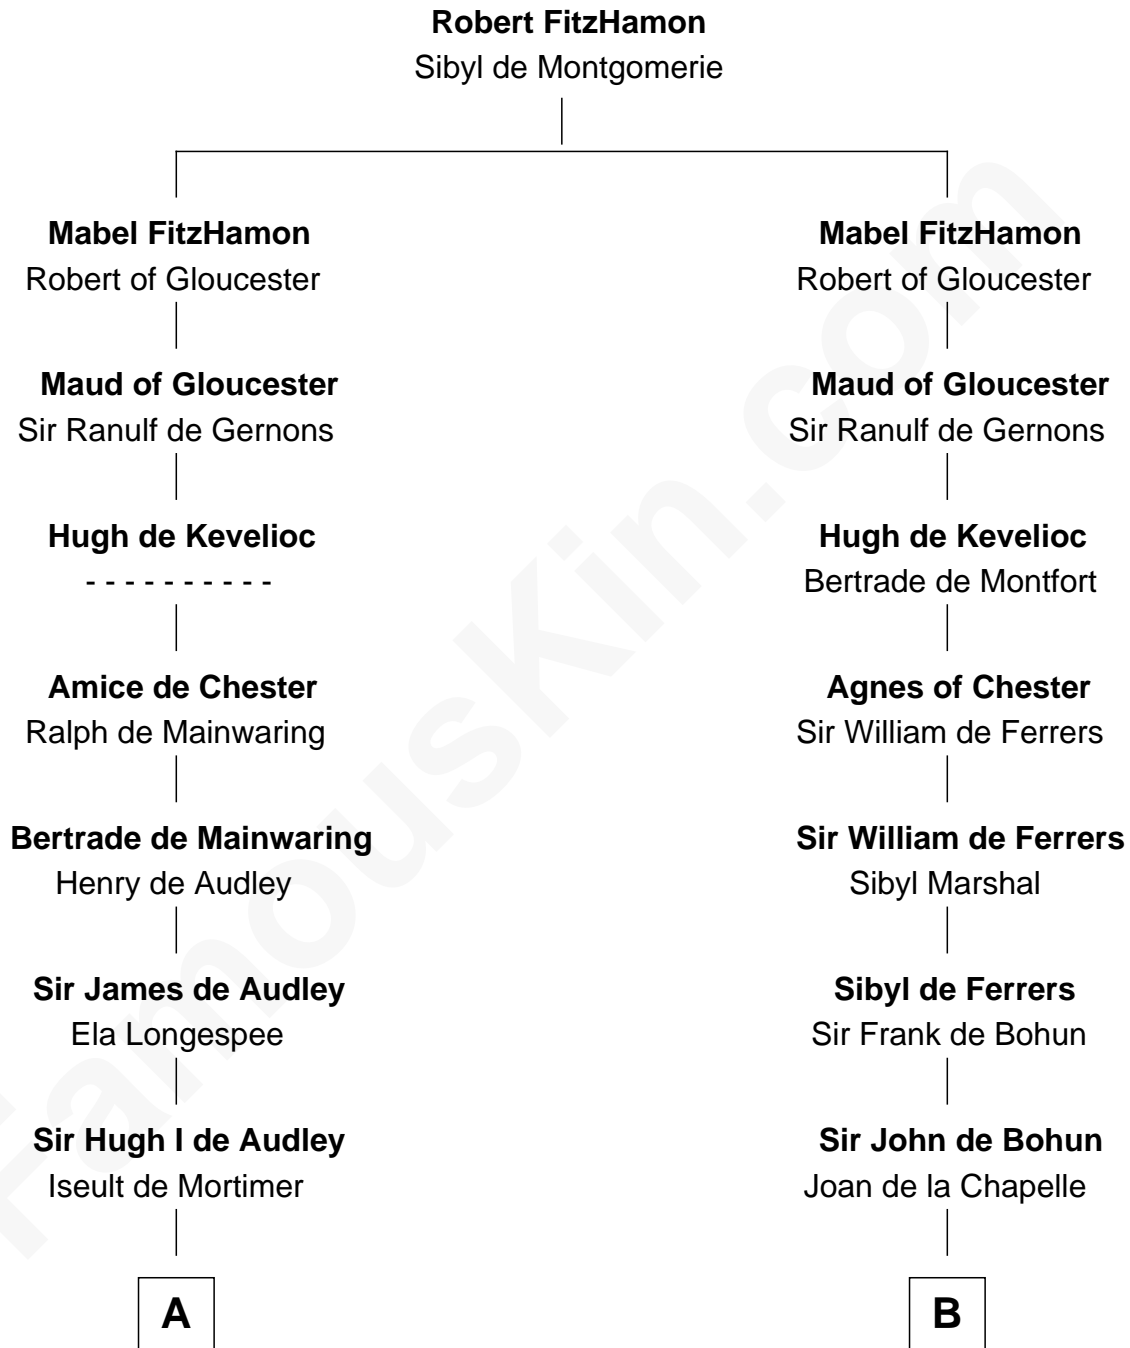 Robert FitzHamon
Sibyl de Montgomerie
Mabel FitzHamon
Robert of Gloucester
Maud of Gloucester
Sir Ranulf de Gernons
Hugh de Kevelioc
- - - - - - - - - -
Amice de Chester
Ralph de Mainwaring
Bertrade de Mainwaring
Henry de Audley
Sir James de Audley
Ela Longespee
Sir Hugh I de Audley
Iseult de Mortimer
A
Mabel FitzHamon
Robert of Gloucester
Maud of Gloucester
Sir Ranulf de Gernons
Hugh de Kevelioc
Bertrade de Montfort
Agnes of Chester
Sir William de Ferrers
Sir William de Ferrers
Sibyl Marshal
Sibyl de Ferrers
Sir Frank de Bohun
Sir John de Bohun
Joan de la Chapelle
B
FamousKin.com